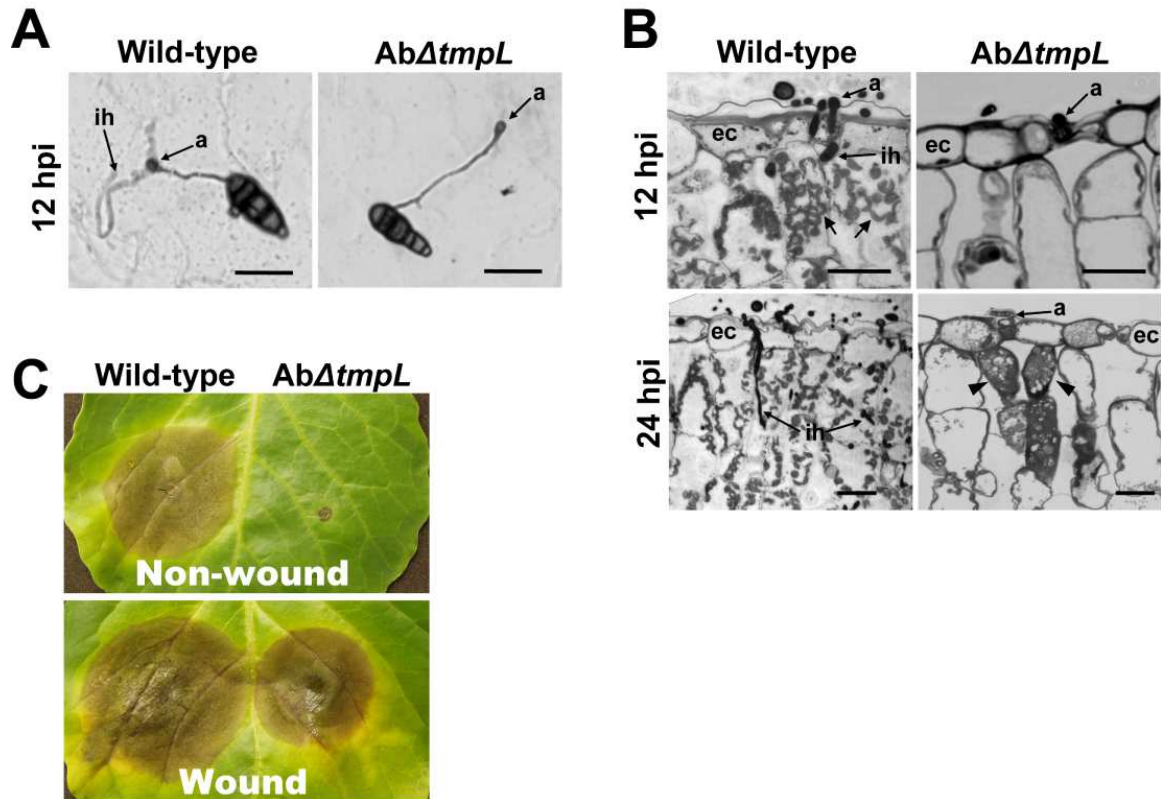 A
Wild-type AbΔtmpL
12 hpi
ih
a
a
B
Wild-type AbΔtmpL
12 hpi
a
ec
ih
a
ec
24 hpi
ec
ih
a
ec
C
Wild-type AbΔtmpL
Non-wound
Wound